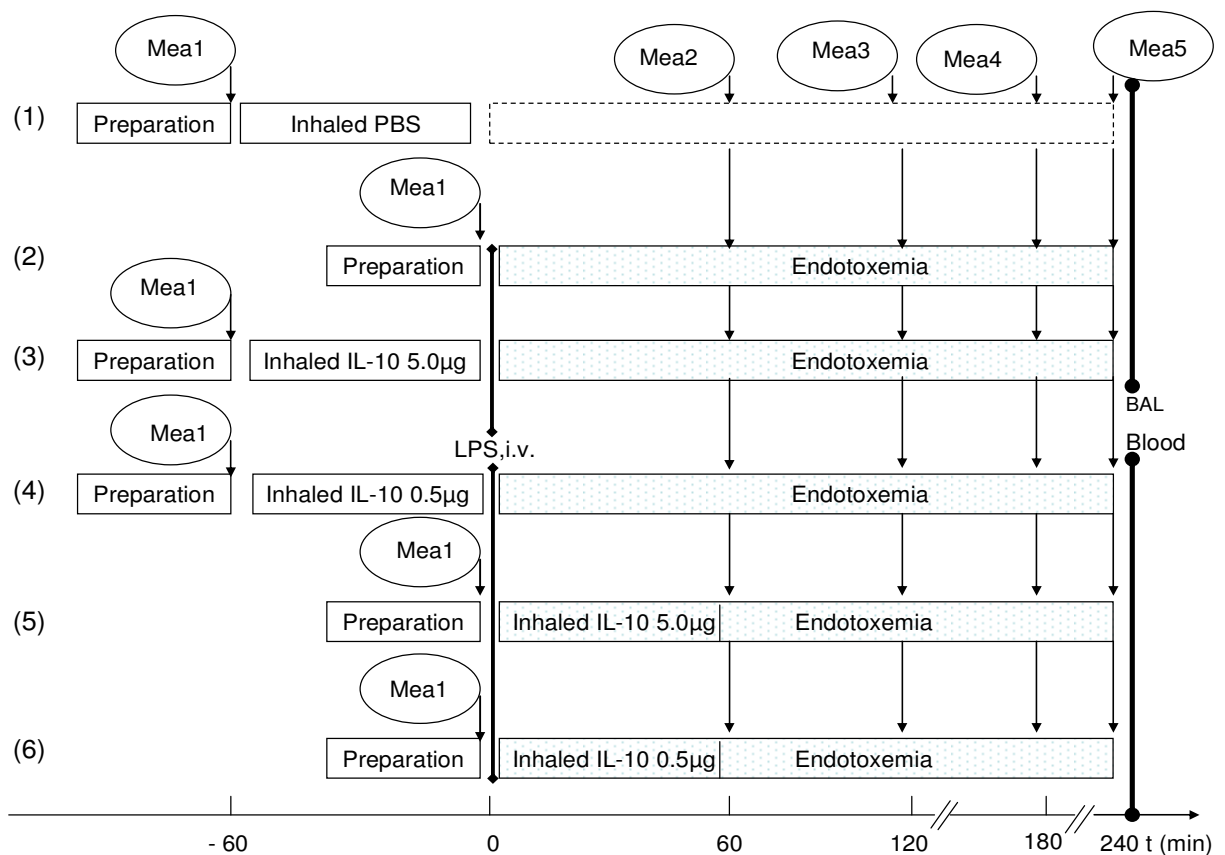 Mea1
Mea2
Mea3
Mea4
Mea5
(1)
Preparation
Inhaled PBS
Mea1
(2)
Preparation
Endotoxemia
Mea1
(3)
Preparation
Inhaled IL-10 5.0µg
Endotoxemia
BAL
Mea1
LPS,i.v.
Blood
(4)
Preparation
Inhaled IL-10 0.5µg
Endotoxemia
Mea1
(5)
Preparation
Inhaled IL-10 5.0µg
Endotoxemia
Mea1
(6)
Preparation
Inhaled IL-10 0.5µg
Endotoxemia
- 60
0
60
120
180
240 t (min)